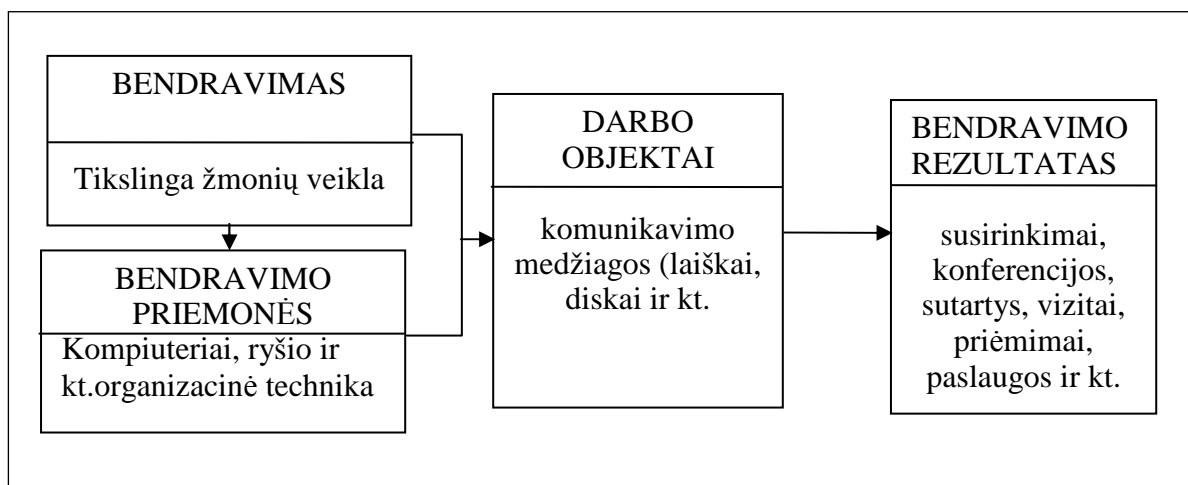 BENDRAVIMAS
Tikslinga žmonių veikla
BENDRAVIMO
PRIEMONĖS
Kompiuteriai, ryšio ir
kt.organizacinė technika
DARBO
OBJEKTAI
komunikavimo
medžiagos (laiškai,
diskai ir kt.
BENDRAVIMO
REZULTATAS
susirinkimai,
konferencijos,
sutartys, vizitai,
priėmimai,
paslaugos ir kt.